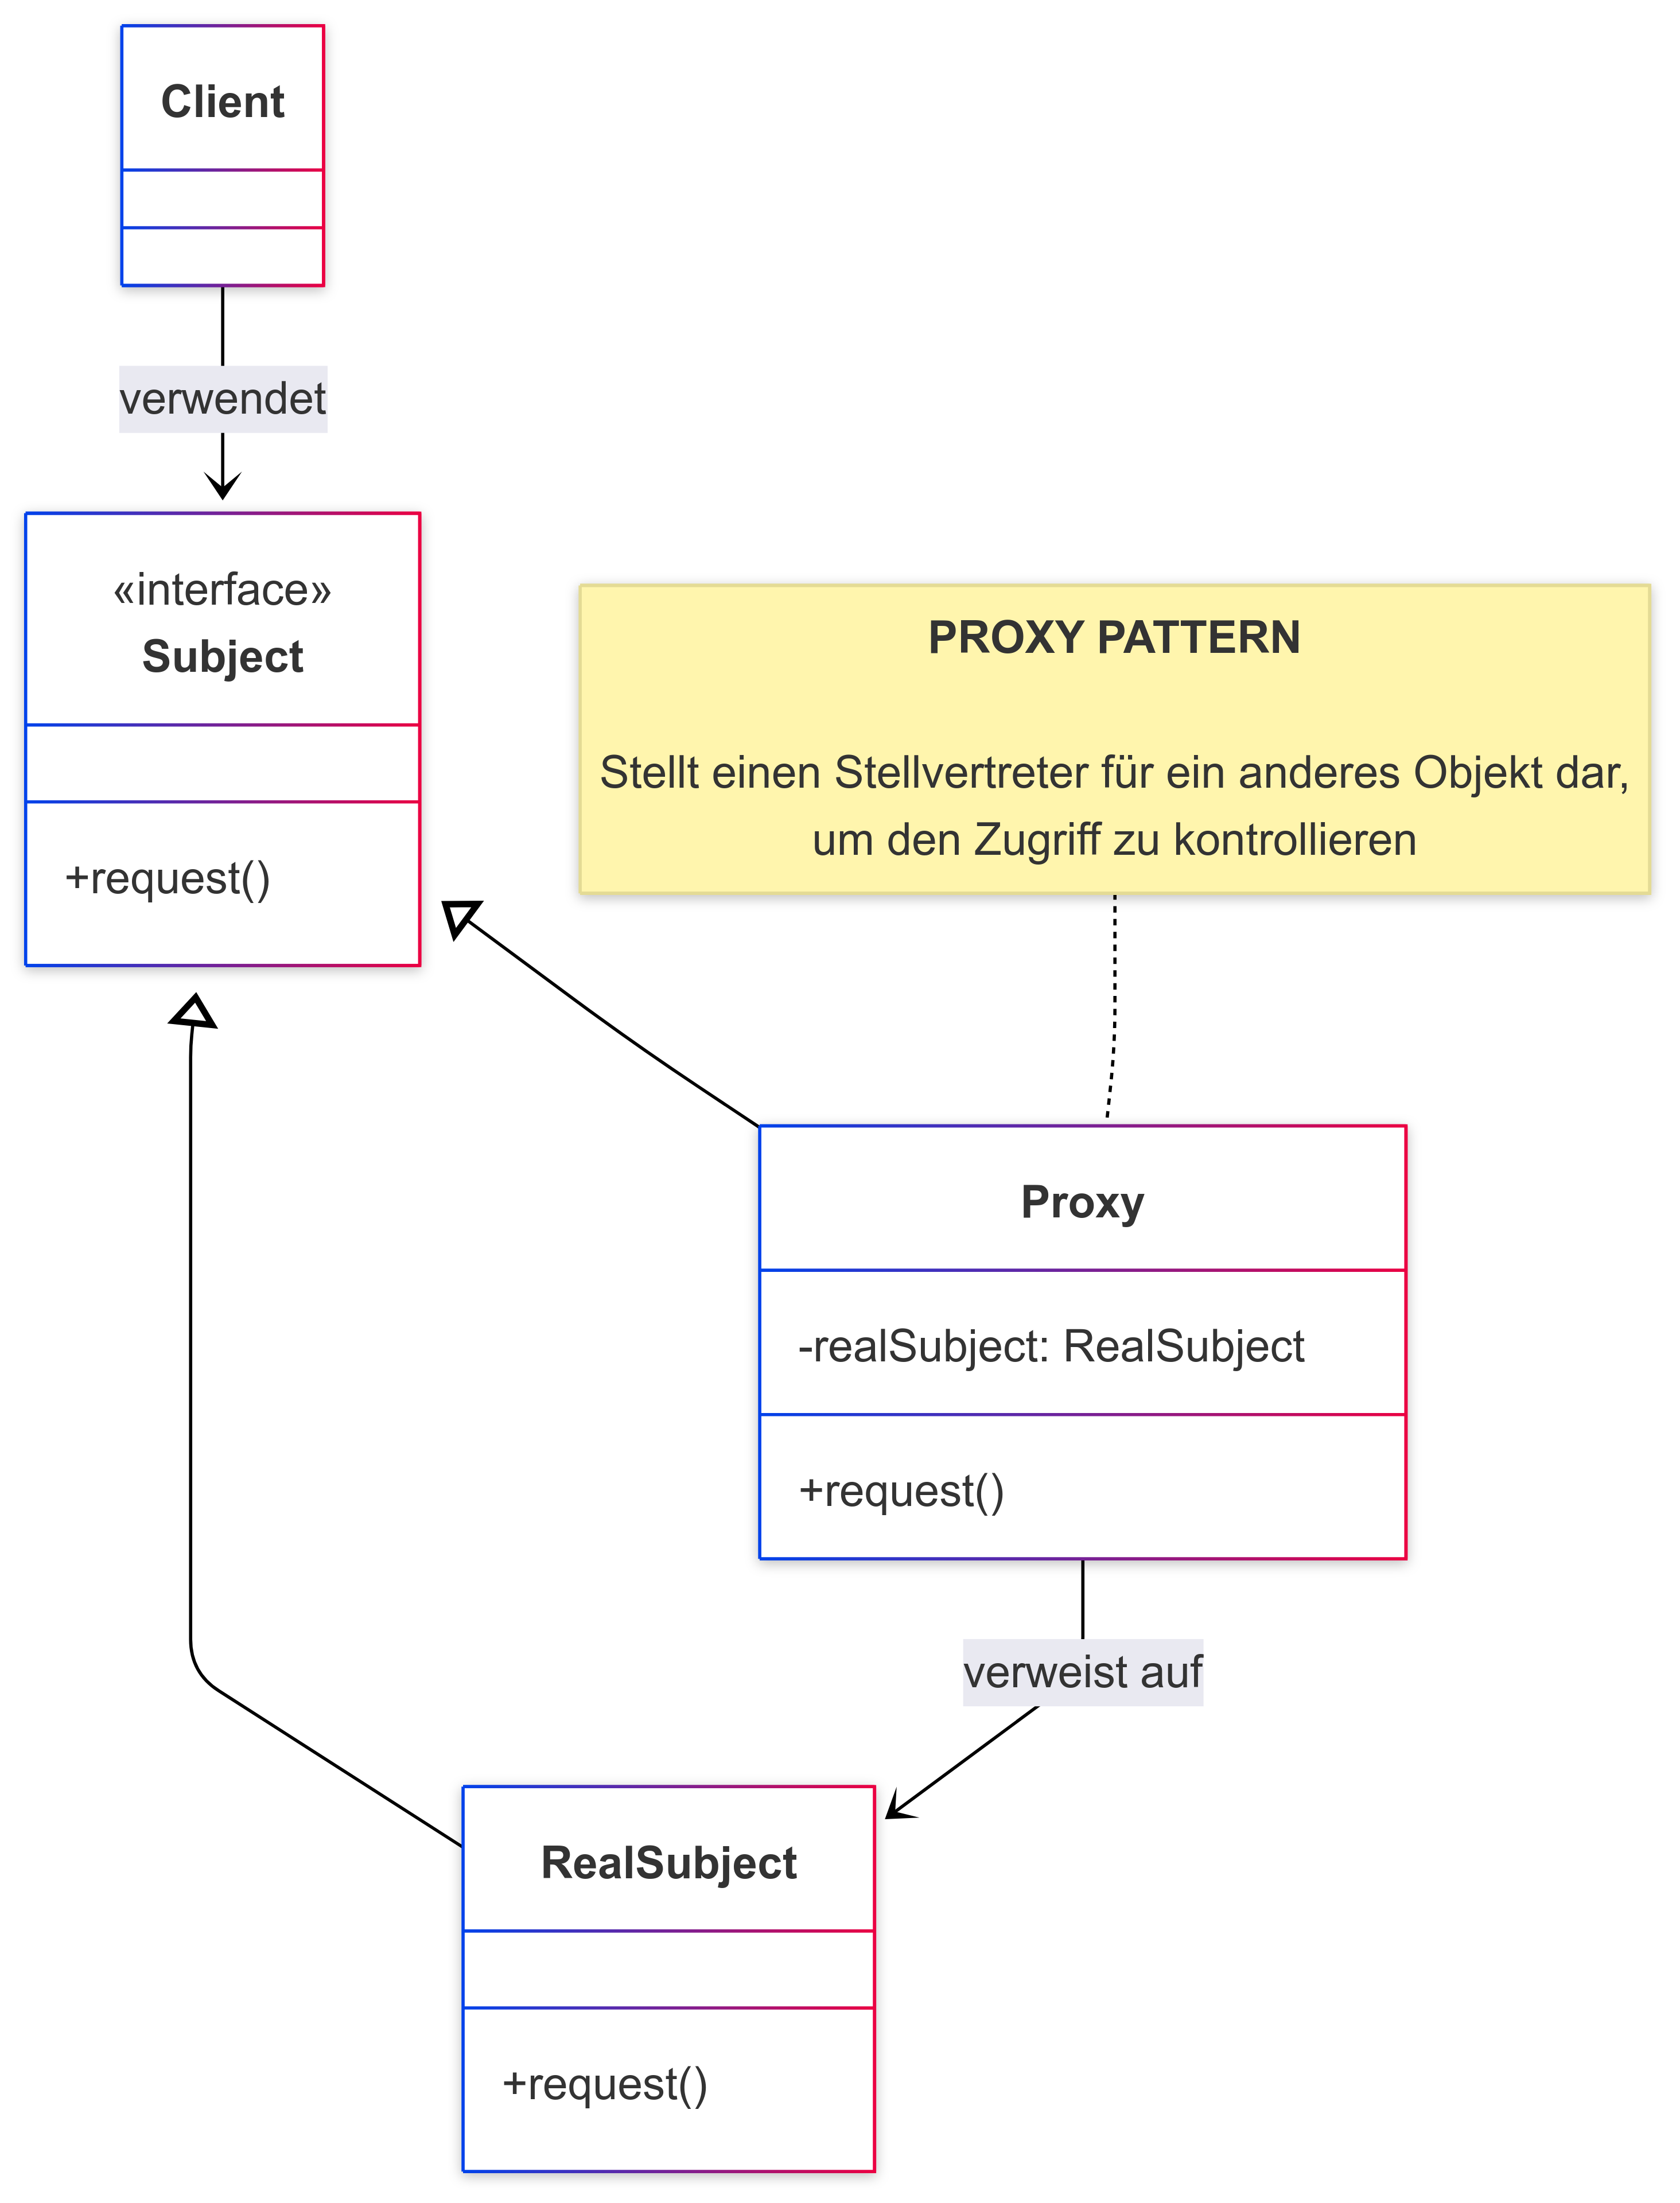 Client
verwendet
«interface»
Subject
+request()
PROXY PATTERN
Stellt einen Stellvertreter für ein anderes Objekt dar,
um den Zugriff zu kontrollieren
Proxy
-realSubject: RealSubject
+request()
verweist auf
RealSubject
+request()